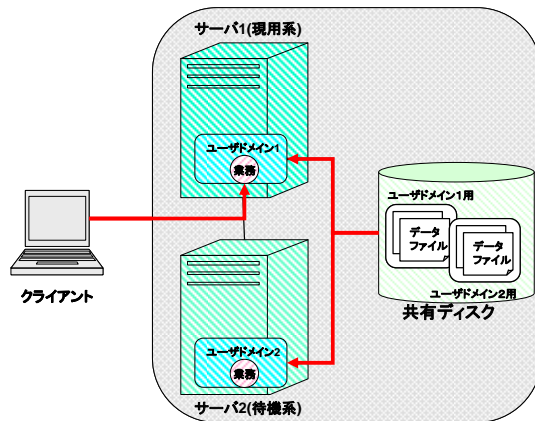 サーバ1(現用系)
ユーザドメイン1
業務
ユーザドメイン1用
データ
ファイル
データ
ファイル
ユーザドメイン2用
共有ディスク
クライアント
ユーザドメイン2
業務
サーバ2(待機系)